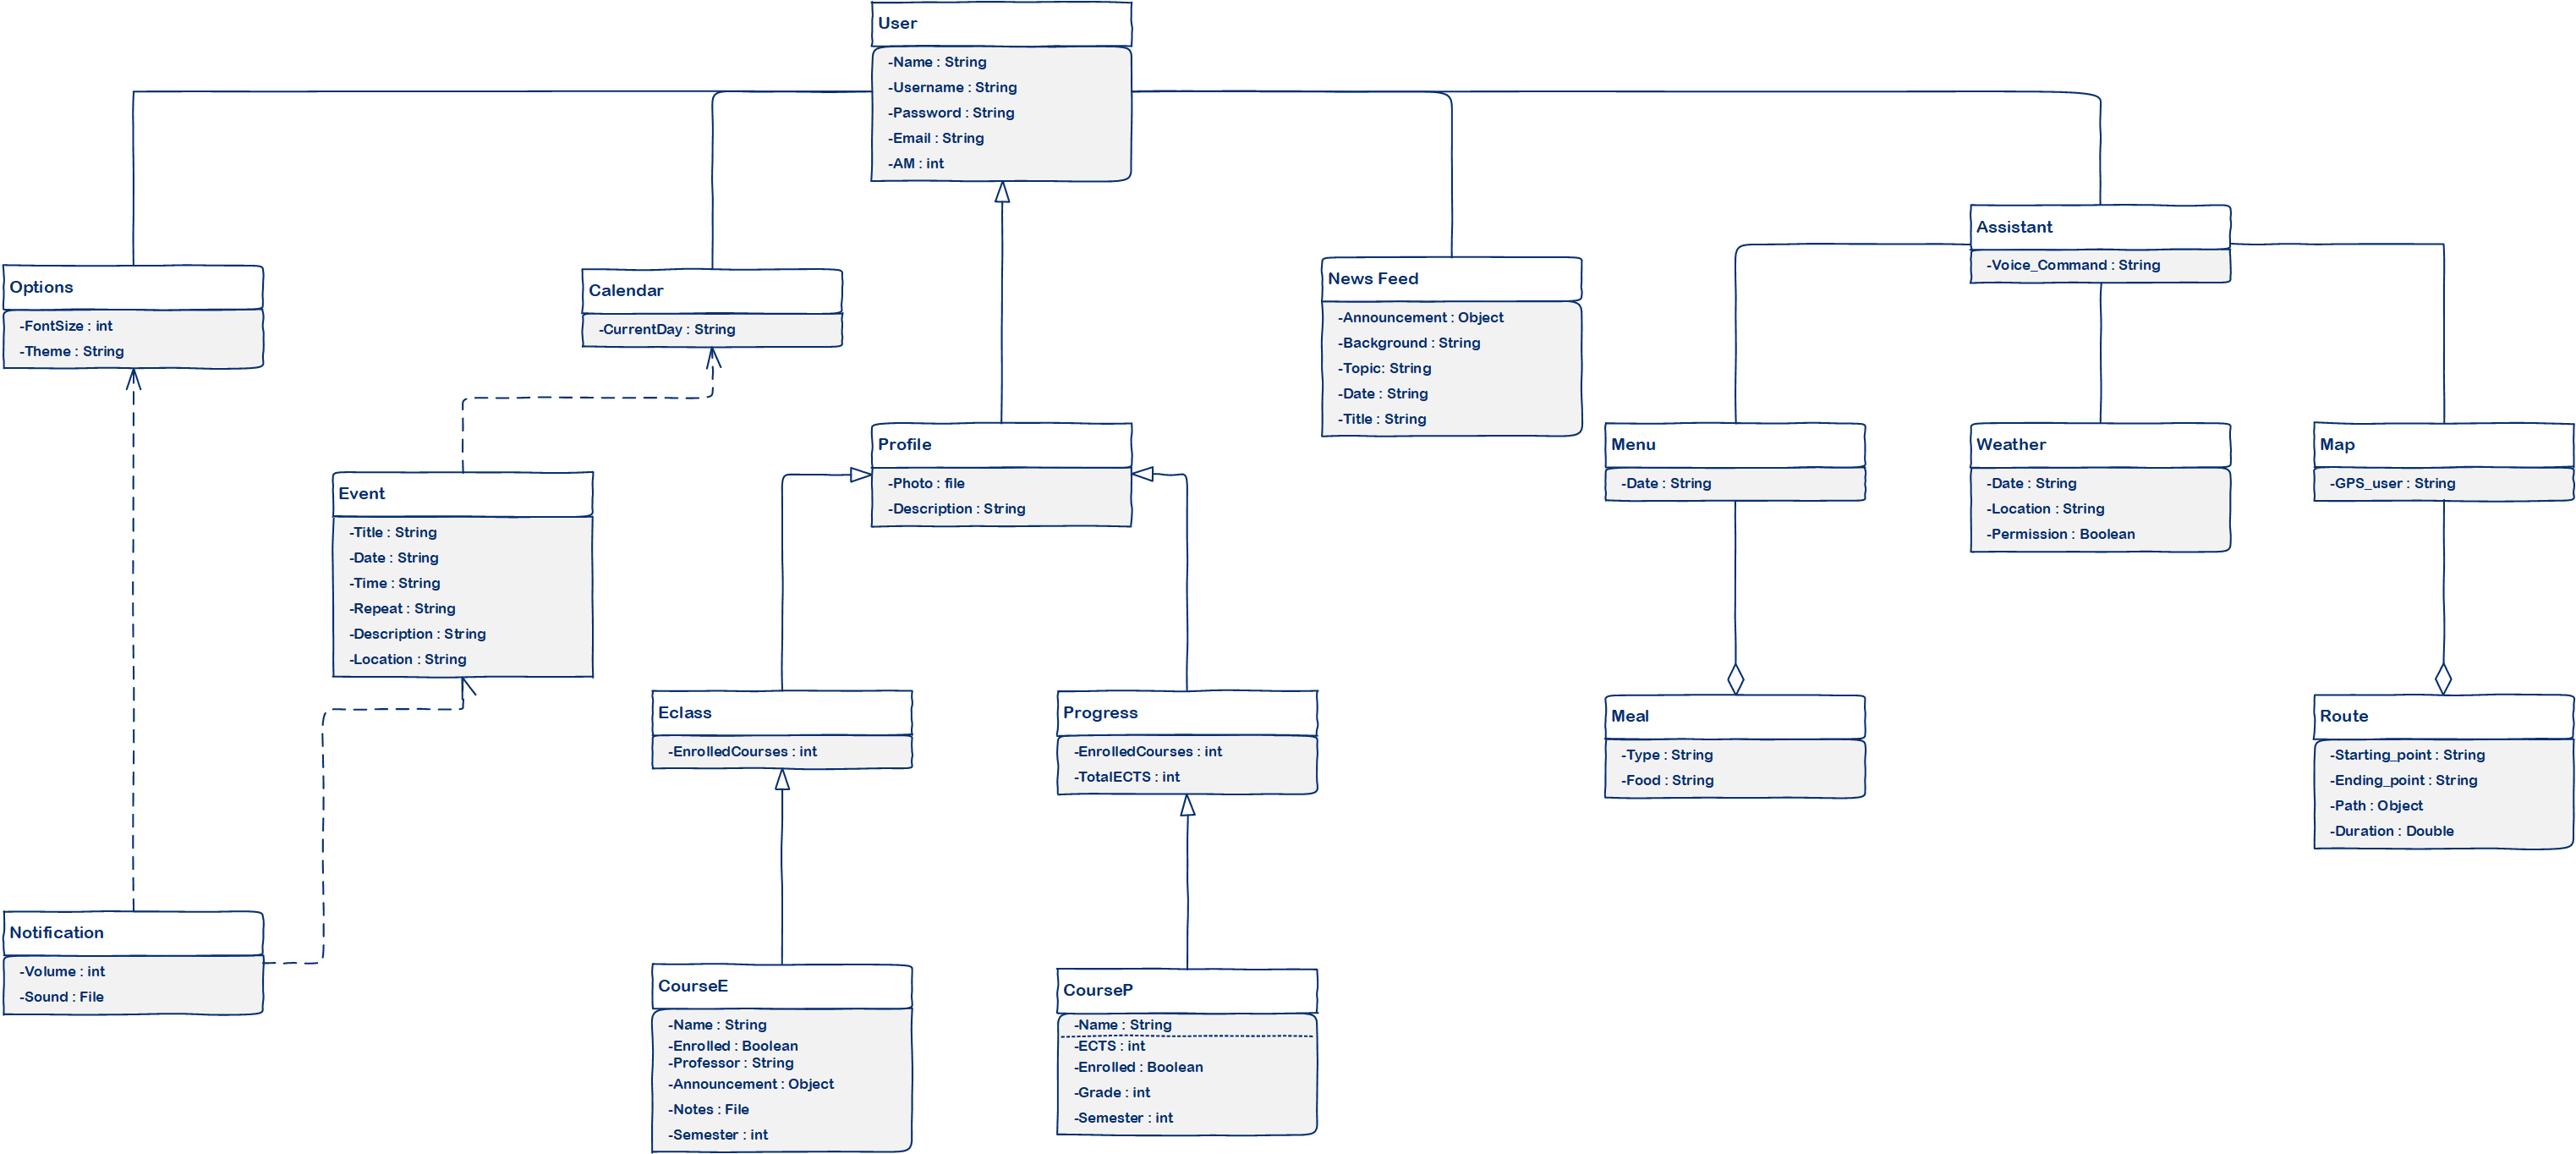 User
-Name : String
-Username : String
-Password : String
-Email : String
-AM : int
Options
-FontSize : int
-Theme : String
Calendar
-CurrentDay : String
News Feed
-Announcement : Object
-Background : String
-Topic: String
-Date : String
-Title : String
Assistant
-Voice_Command : String
Event
-Title : String
-Date : String
-Time : String
-Repeat : String
-Description : String
-Location : String
Profile
-Photo : file
-Description : String
Menu
-Date : String
Weather
-Date : String
-Location : String
-Permission : Boolean
Map
-GPS_user : String
Eclass
-EnrolledCourses : int
Progress
-EnrolledCourses : int
-TotalECTS : int
Meal
-Type : String
-Food : String
Route
-Starting_point : String
-Ending_point : String
-Path : Object
-Duration : Double
Notification
-Volume : int
-Sound : File
CourseE
-Name : String
-Enrolled : Boolean
-Professor : String
-Announcement : Object
-Notes : File
-Semester : int
CourseP
-Name : String
-ECTS : int
-Enrolled : Boolean
-Grade : int
-Semester : int